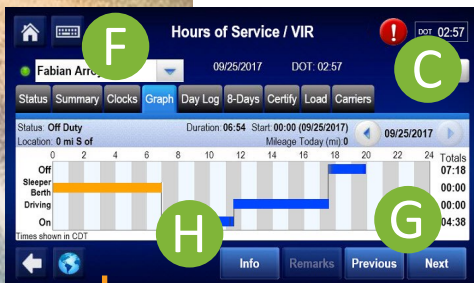 Hours of Service / VIR
! DOT 02:57
F
C
Fabian Arro
09/25/2017 DOT: 02:57
Status Summary Clocks Graph Day Log 8-Days Certify Load Carriers
Status: Off Duty Duration: 06:54 Start: 00:00 (09/25/2017)
Location: 0 mi S of Mileage Today (mi):0 09/25/2017
0 2 4 6 8 10 12 14 16 18 20 22 24 Totals
Off 07:18
Sleeper
Berth 00:00
Driving 00:00
On 04:38
Times shown in CDT
H
G
Info Remarks Previous Next